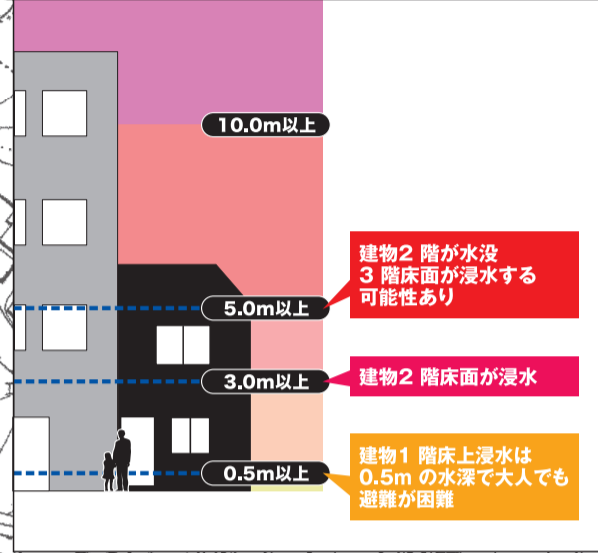 10.0m以上
建物2 階が水没
3 階床面が浸水する
可能性あり
5.0m以上
3.0m以上
建物2 階床面が浸水
建物1 階床上浸水は
0.5m の水深で大人でも
避難が困難
0.5m以上